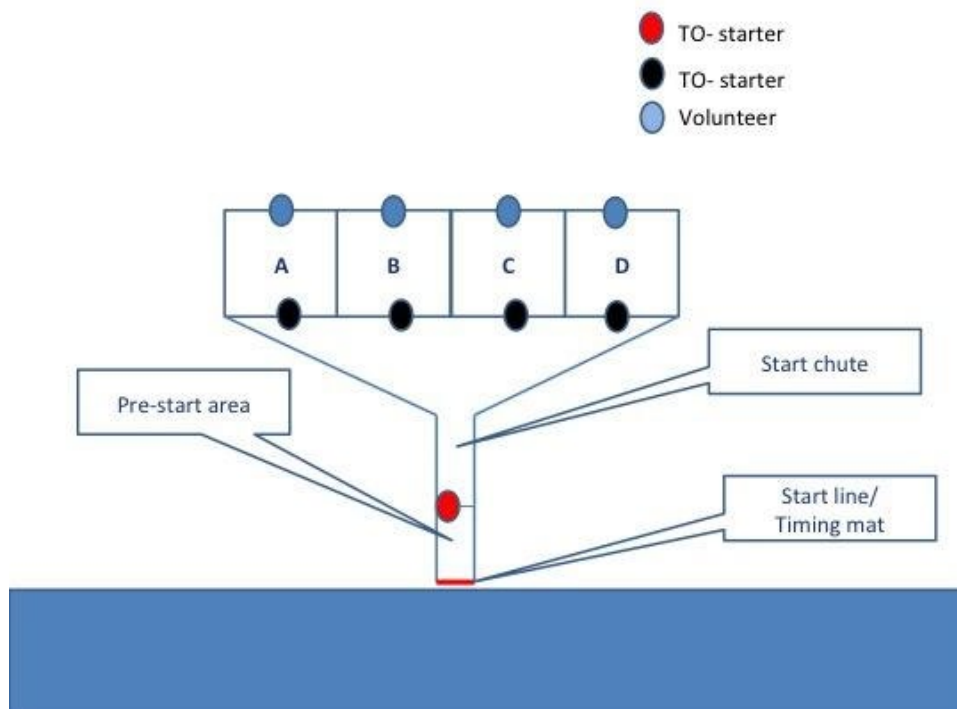 TO- starter
TO- starter
Volunteer
A
B
C
D
Start chute
Pre-start area
Start line/
Timing mat